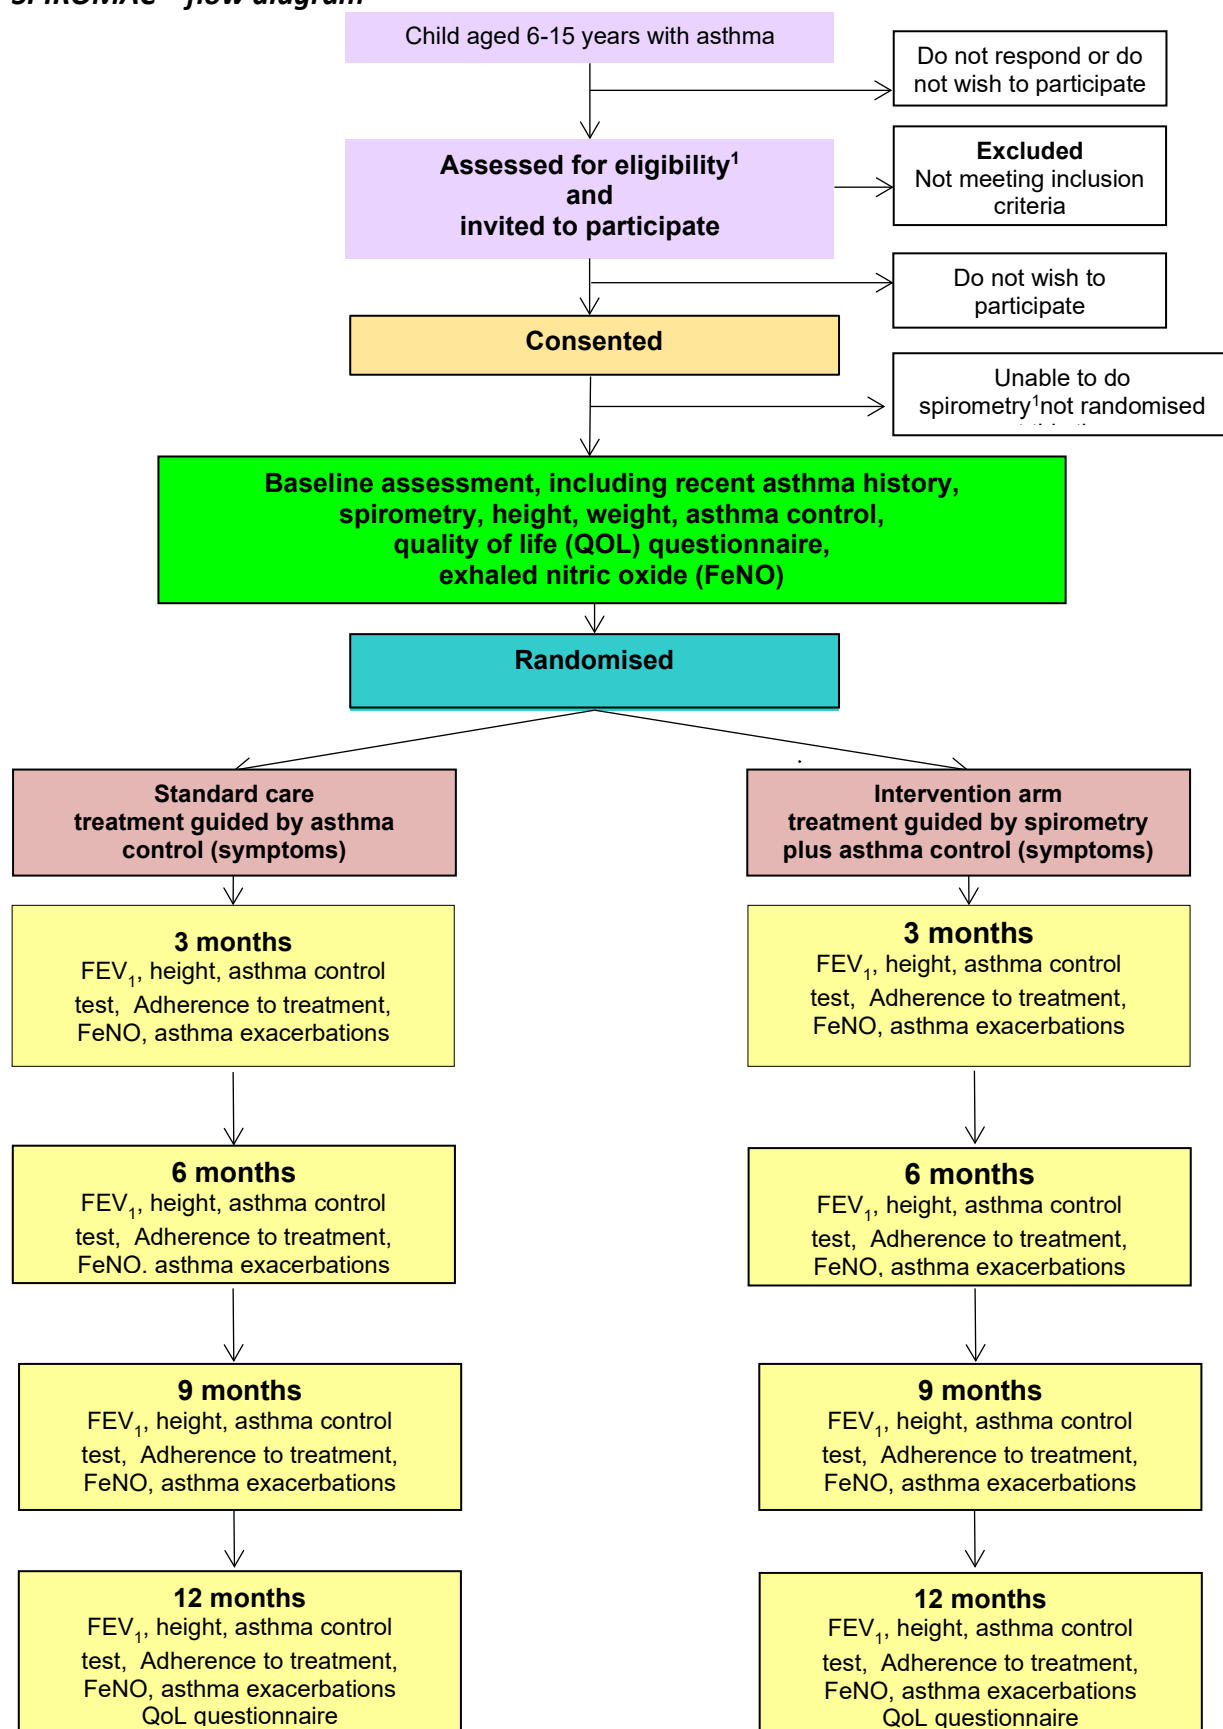 SPIROMAC – flow diagram
Child aged 6-15 years with asthma
Do not respond or do
not wish to participate
Assessed for eligibility¹
and
invited to participate
Excluded
Not meeting inclusion
criteria
Do not wish to
participate
Consented
Unable to do
spirometry¹not randomised
Baseline assessment, including recent asthma history,
spirometry, height, weight, asthma control,
quality of life (QOL) questionnaire,
exhaled nitric oxide (FeNO)
Randomised
Standard care
treatment guided by asthma
control (symptoms)
.
Intervention arm
treatment guided by spirometry
plus asthma control (symptoms)
3 months
FEV₁, height, asthma control
test, Adherence to treatment,
FeNO, asthma exacerbations
3 months
FEV₁, height, asthma control
test, Adherence to treatment,
FeNO, asthma exacerbations
6 months
FEV₁, height, asthma control
test, Adherence to treatment,
FeNO. asthma exacerbations
6 months
FEV₁, height, asthma control
test, Adherence to treatment,
FeNO, asthma exacerbations
9 months
FEV₁, height, asthma control
test, Adherence to treatment,
FeNO, asthma exacerbations
9 months
FEV₁, height, asthma control
test, Adherence to treatment,
FeNO, asthma exacerbations
12 months
FEV₁, height, asthma control
test, Adherence to treatment,
FeNO, asthma exacerbations
QoL questionnaire
12 months
FEV₁, height, asthma control
test, Adherence to treatment,
FeNO, asthma exacerbations
QoL questionnaire